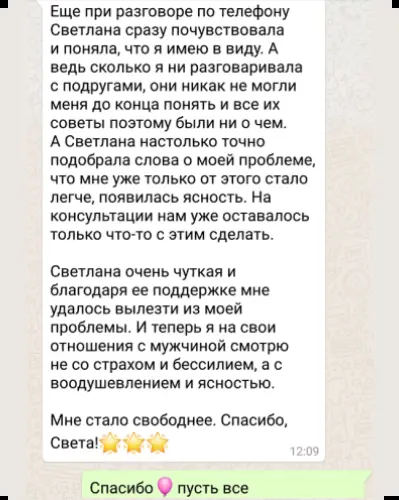 Еще при разговоре по телефону
Светлана сразу почувствовала
и поняла, что я имею в виду. А
ведь сколько я ни разговаривала
с подругами, они никак не могли
меня до конца понять и все их
советы поэтому были ни о чем.
А Светлана настолько точно
подобрала слова о моей проблеме,
что мне уже только от этого стало
легче, появилась ясность. На
консультации нам уже оставалось
только что-то с этим сделать.
Светлана очень чуткая и
благодаря ее поддержке мне
удалось вылезти из моей
проблемы. И теперь я на свои
отношения с мужчиной смотрю
не со страхом и бессилием, а с
воодушевлением и ясностью.
Мне стало свободнее. Спасибо,
Света!⭐⭐⭐
12:09
Спасибо🎈пусть все